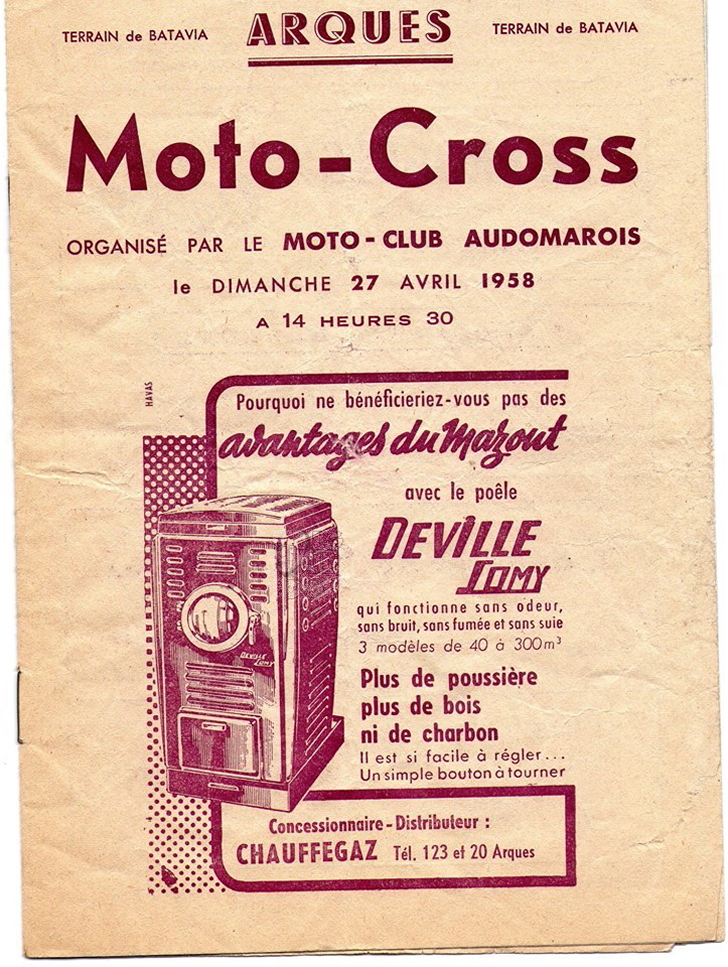 TERRAIN de BATAVIA ARQUES TERRAIN de BATAVIA
Moto-Cross
ORGANISÉ PAR LE MOTO-CLUB AUDOMAROIS
le DIMANCHE 27 AVRIL 1958
A 14 HEURES 30
HAVAS
Pourquoi ne bénéficieriez-vous pas des
avantages du Mazout
avec le poêle
DEVILLE
Lamy
qui fonctionne sans odeur,
sans bruit, sans fumée et sans suie
3 modèles de 40 à 300m³
DEVILLE
Lamy
Plus de poussière
plus de bois
ni de charbon
Il est si facile à régler...
Un simple bouton à tourner
Concessionnaire-Distributeur :
CHAUFFEGAZ Tél. 123 et 20 Arques